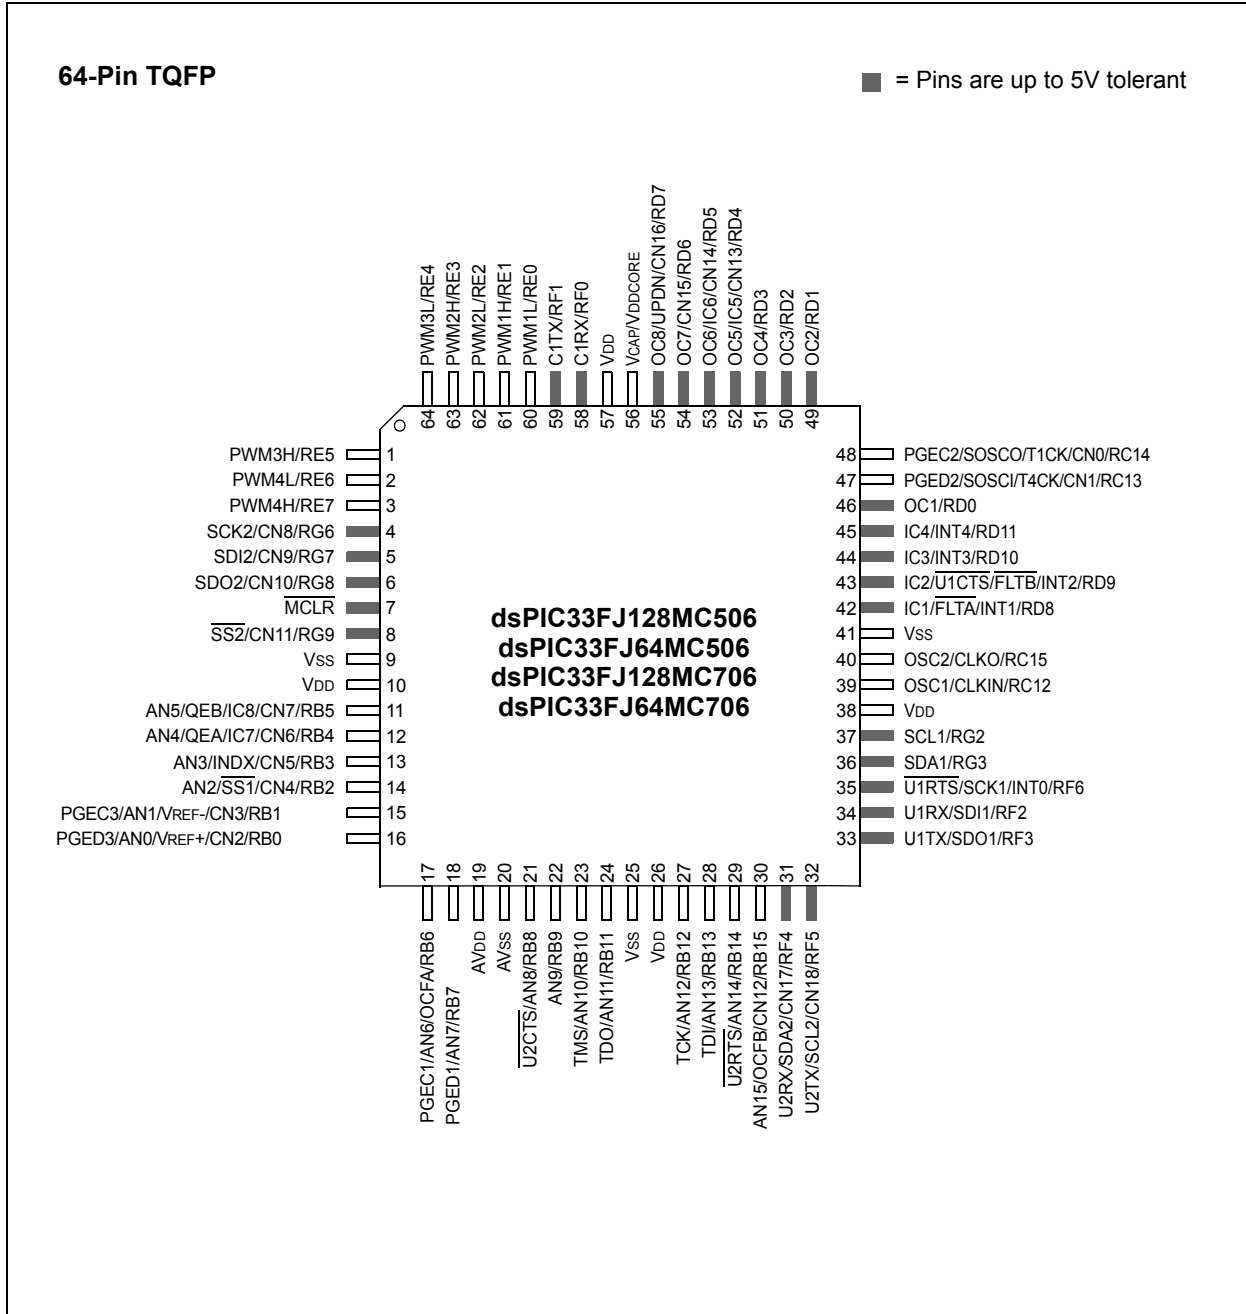 64-Pin TQFP
= Pins are up to 5V tolerant
PWM3L/RE4
PWM2H/RE3
PWM2L/RE2
PWM1H/RE1
PWM1L/RE0
C1TX/RF1
C1RX/RF0
VDD
VCAP/VDDCORE
OC8/UPDN/CN16/RD7
OC7/CN15/RD6
OC6/IC6/CN14/RD5
OC5/IC5/CN13/RD4
OC4/RD3
OC3/RD2
OC2/RD1
64 63 62 61 60 59 58 57 56 55 54 53 52 51 50 49
PWM3H/RE5 1
PWM4L/RE6 2
PWM4H/RE7 3
SCK2/CN8/RG6 4
SDI2/CN9/RG7 5
SDO2/CN10/RG8 6
MCLR 7
SS2/CN11/RG9 8
VSS 9
VDD 10
AN5/QEB/IC8/CN7/RB5 11
AN4/QEA/IC7/CN6/RB4 12
AN3/INDX/CN5/RB3 13
AN2/SS1/CN4/RB2 14
PGEC3/AN1/VREF-/CN3/RB1 15
PGED3/AN0/VREF+/CN2/RB0 16
dsPIC33FJ128MC506
dsPIC33FJ64MC506
dsPIC33FJ128MC706
dsPIC33FJ64MC706
48 PGEC2/SOSCO/T1CK/CN0/RC14
47 PGED2/SOSCI/T4CK/CN1/RC13
46 OC1/RD0
45 IC4/INT4/RD11
44 IC3/INT3/RD10
43 IC2/U1CTS/FLTB/INT2/RD9
42 IC1/FLTA/INT1/RD8
41 VSS
40 OSC2/CLKO/RC15
39 OSC1/CLKIN/RC12
38 VDD
37 SCL1/RG2
36 SDA1/RG3
35 U1RTS/SCK1/INT0/RF6
34 U1RX/SDI1/RF2
33 U1TX/SDO1/RF3
17 18 19 20 21 22 23 24 25 26 27 28 29 30 31 32
PGEC1/AN6/OCFA/RB6
PGED1/AN7/RB7
AVDD
AVSS
U2CTS/AN8/RB8
AN9/RB9
TMS/AN10/RB10
TDO/AN11/RB11
VSS
VDD
TCK/AN12/RB12
TDI/AN13/RB13
U2RTS/AN14/RB14
AN15/OCFB/CN12/RB15
U2RX/SDA2/CN17/RF4
U2TX/SCL2/CN18/RF5